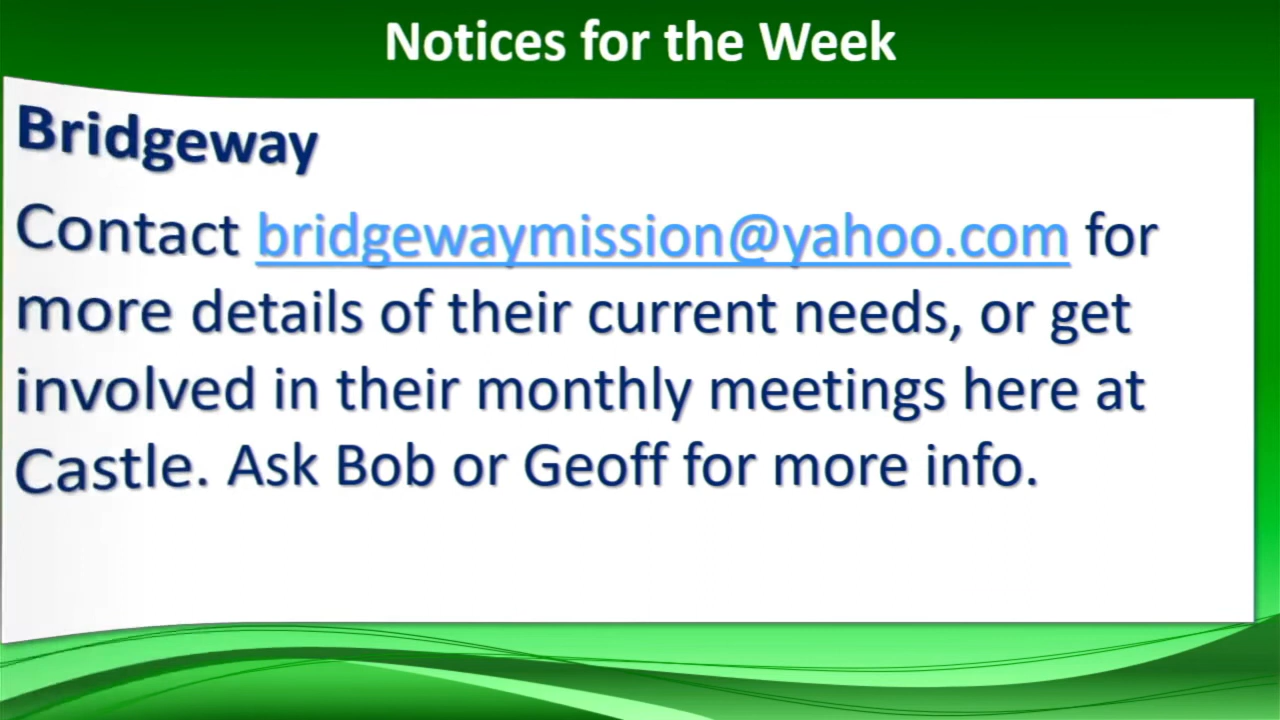 Notices for the Week
Bridgeway
Contact bridgewaymission@yahoo.com for
more details of their current needs, or get
involved in their monthly meetings here at
Castle. Ask Bob or Geoff for more info.